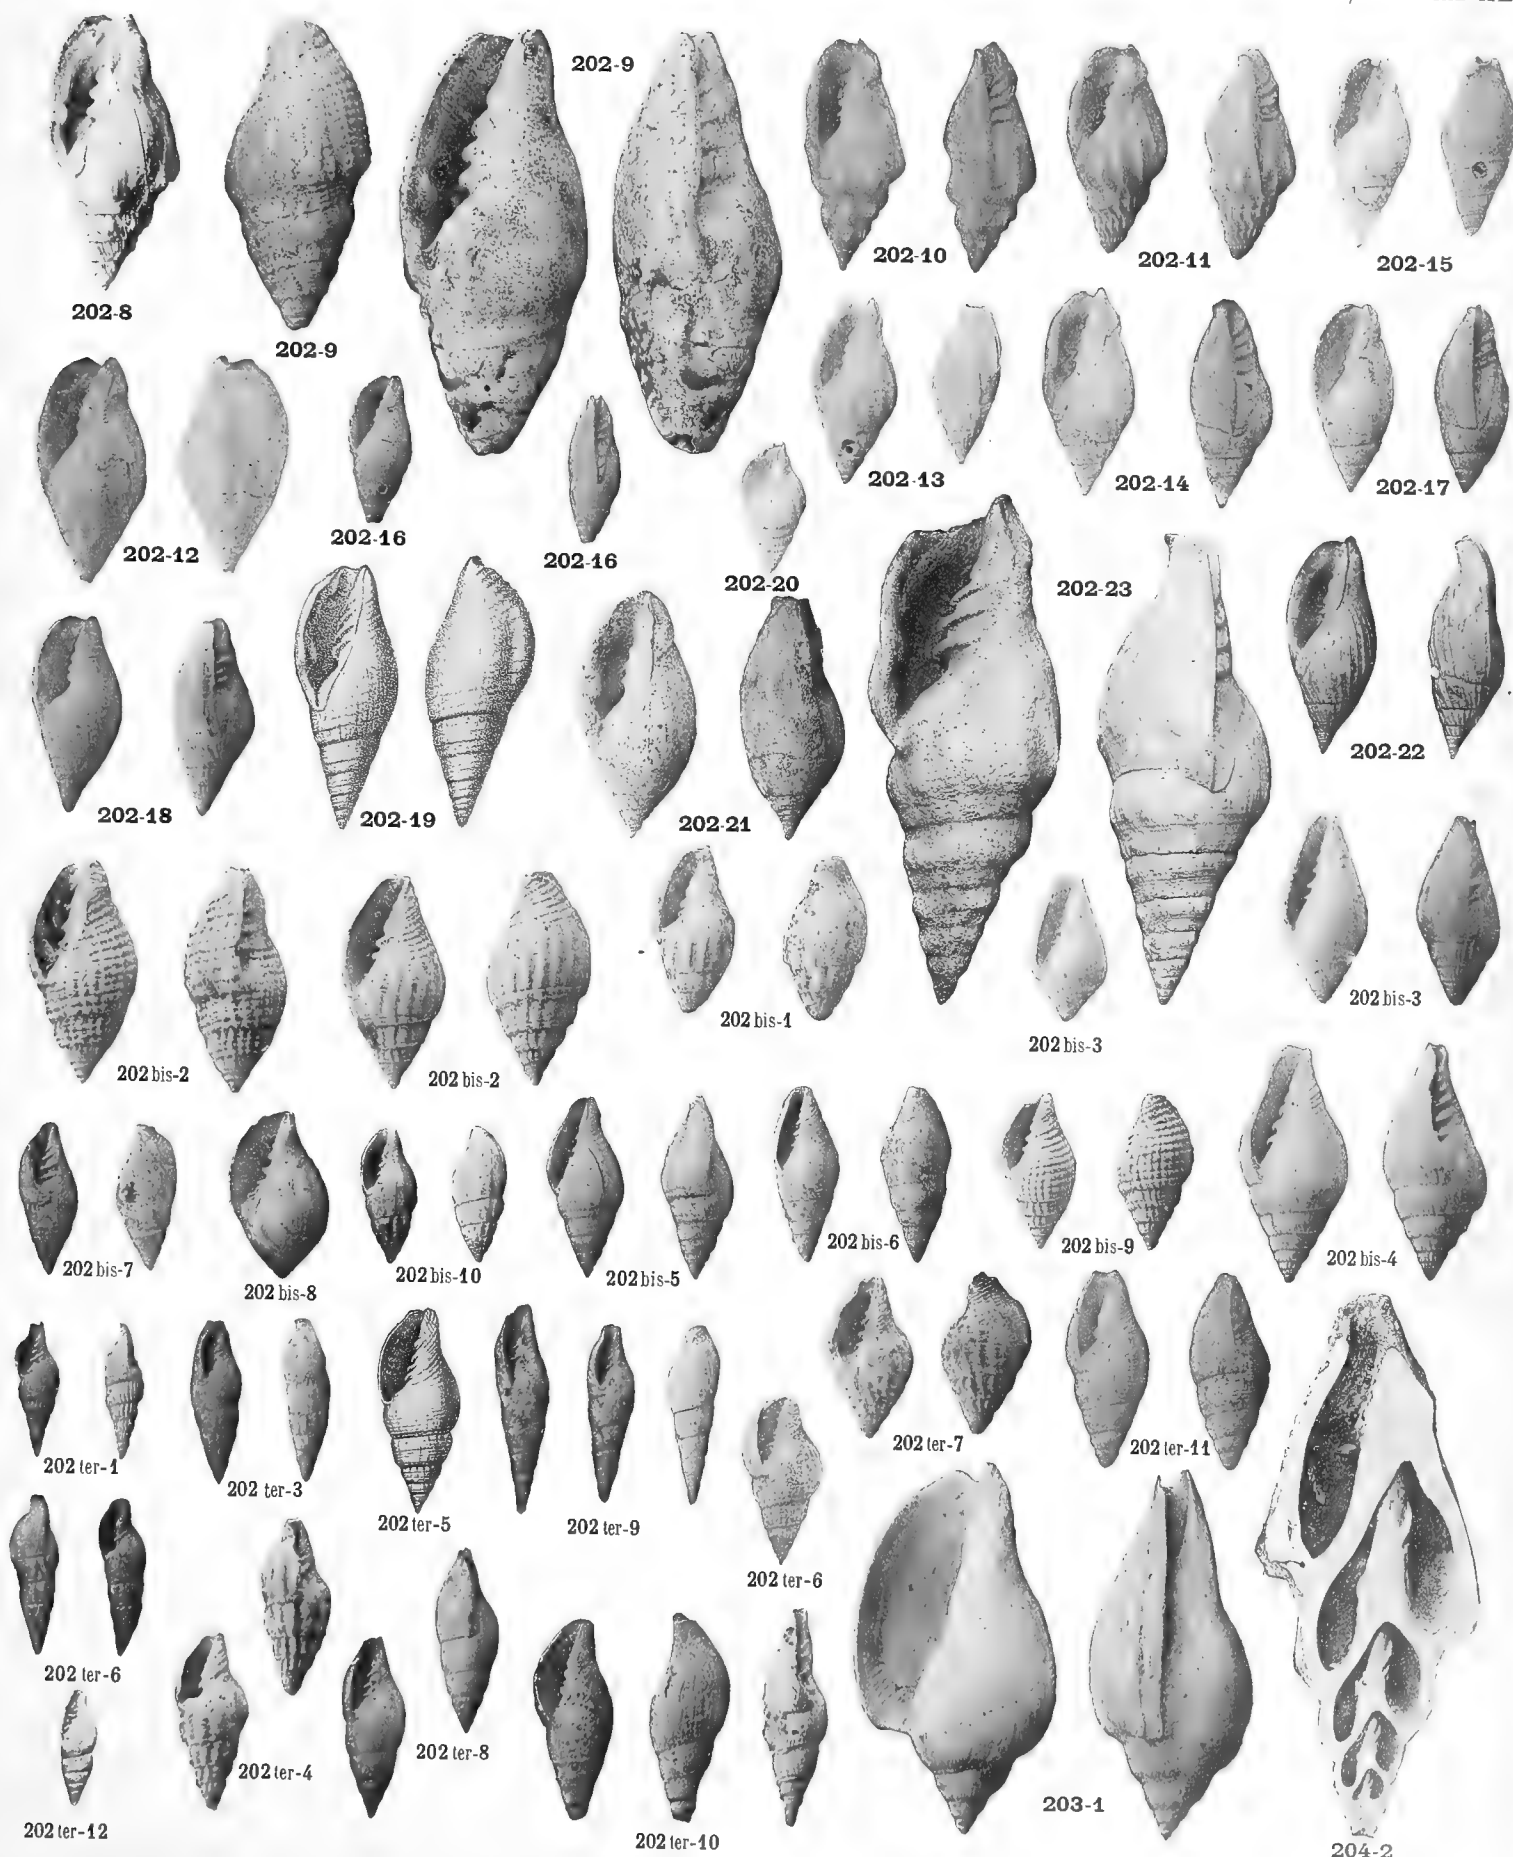 202-8
202-9
202-9
202-10
202-11
202-15
202-12
202-16
202-16
202-20
202-13
202-14
202-17
202-18
202-19
202-21
202-23
202-22
202 bis-2
202 bis-2
202 bis-1
202 bis-3
202 bis-3
202 bis-7
202 bis-8
202 bis-10
202 bis-5
202 bis-6
202 bis-9
202 bis-4
202 ter-1
202 ter-3
202 ter-5
202 ter-9
202 ter-7
202 ter-11
202 ter-6
202 ter-6
202 ter-4
202 ter-8
202 ter-12
202 ter-10
203-1
204-2